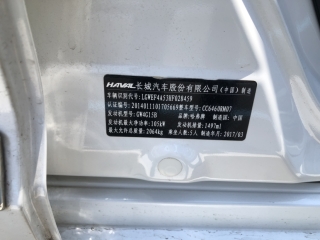 HAVAL 长城汽车股份有限公司(中国)制造
车辆识别代号: LGWEF4A53HF028459
认证编号: 2014011101705669 整车型号: CC6460RM07
发动机型号: GW4G15B 品牌: 哈弗牌 制造国: 中国
发动机最大净功率: 105kW 发动机排量: 1497ml
最大允许总质量: 2064kg 乘坐人数: 5人 制造年月: 2017/03